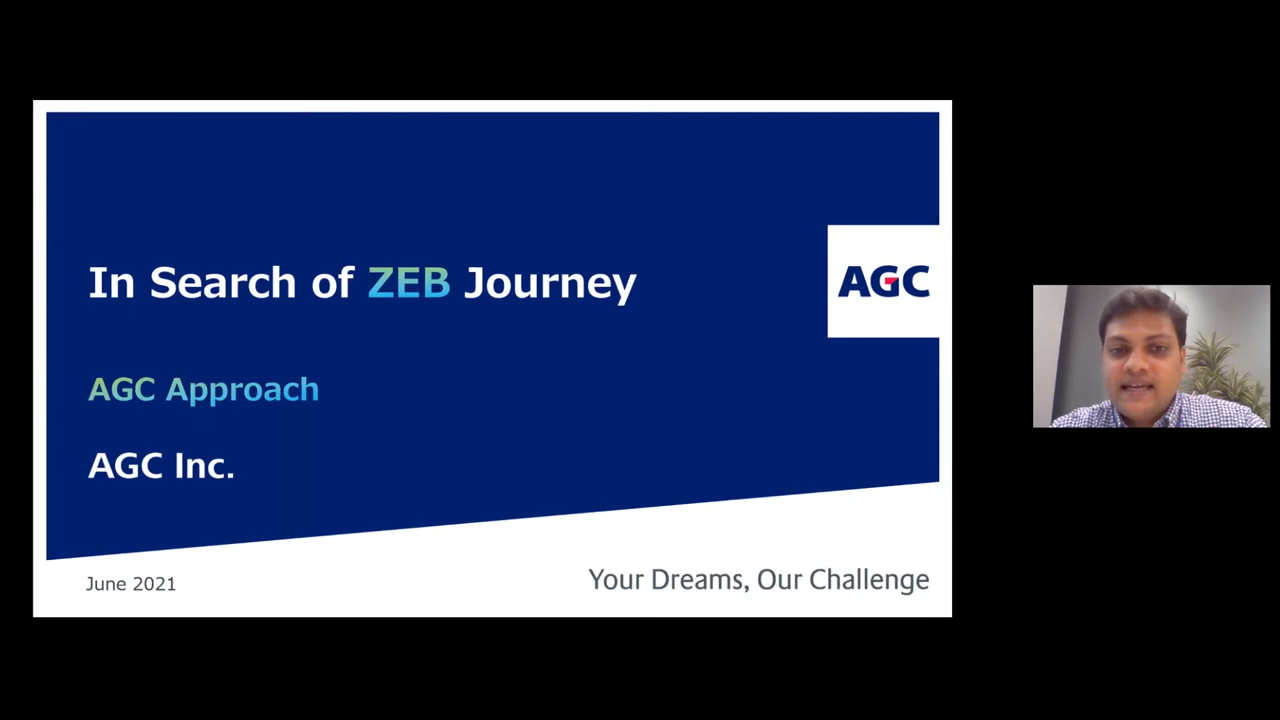 In Search of ZEB Journey
AGC
AGC Approach
AGC Inc.
June 2021
Your Dreams, Our Challenge